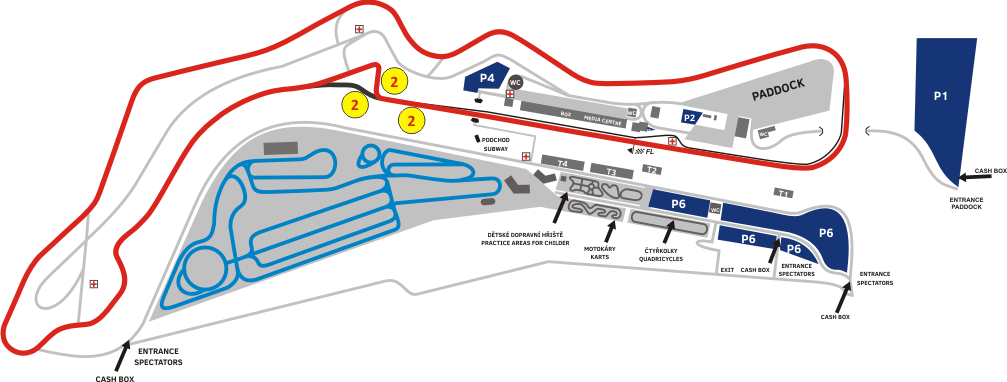 P4
WC
PADDOCK
P1
2
2
2
BOX
MEDIA CENTRE
WC
P2
WC
PODCHOD
SUBWAY
FL
T4
T3
T2
T1
CASH BOX
ENTRANCE
PADDOCK
P6
WC
P6
P6
P6
DĚTSKÉ DOPRAVNÍ HŘIŠTĚ
PRACTICE AREAS FOR CHILDER
MOTOKÁRY
KARTS
ČTYŘKOLKY
QUADRICYCLES
EXIT
CASH BOX
ENTRANCE
SPECTATORS
ENTRANCE
SPECTATORS
CASH BOX
ENTRANCE
SPECTATORS
CASH BOX